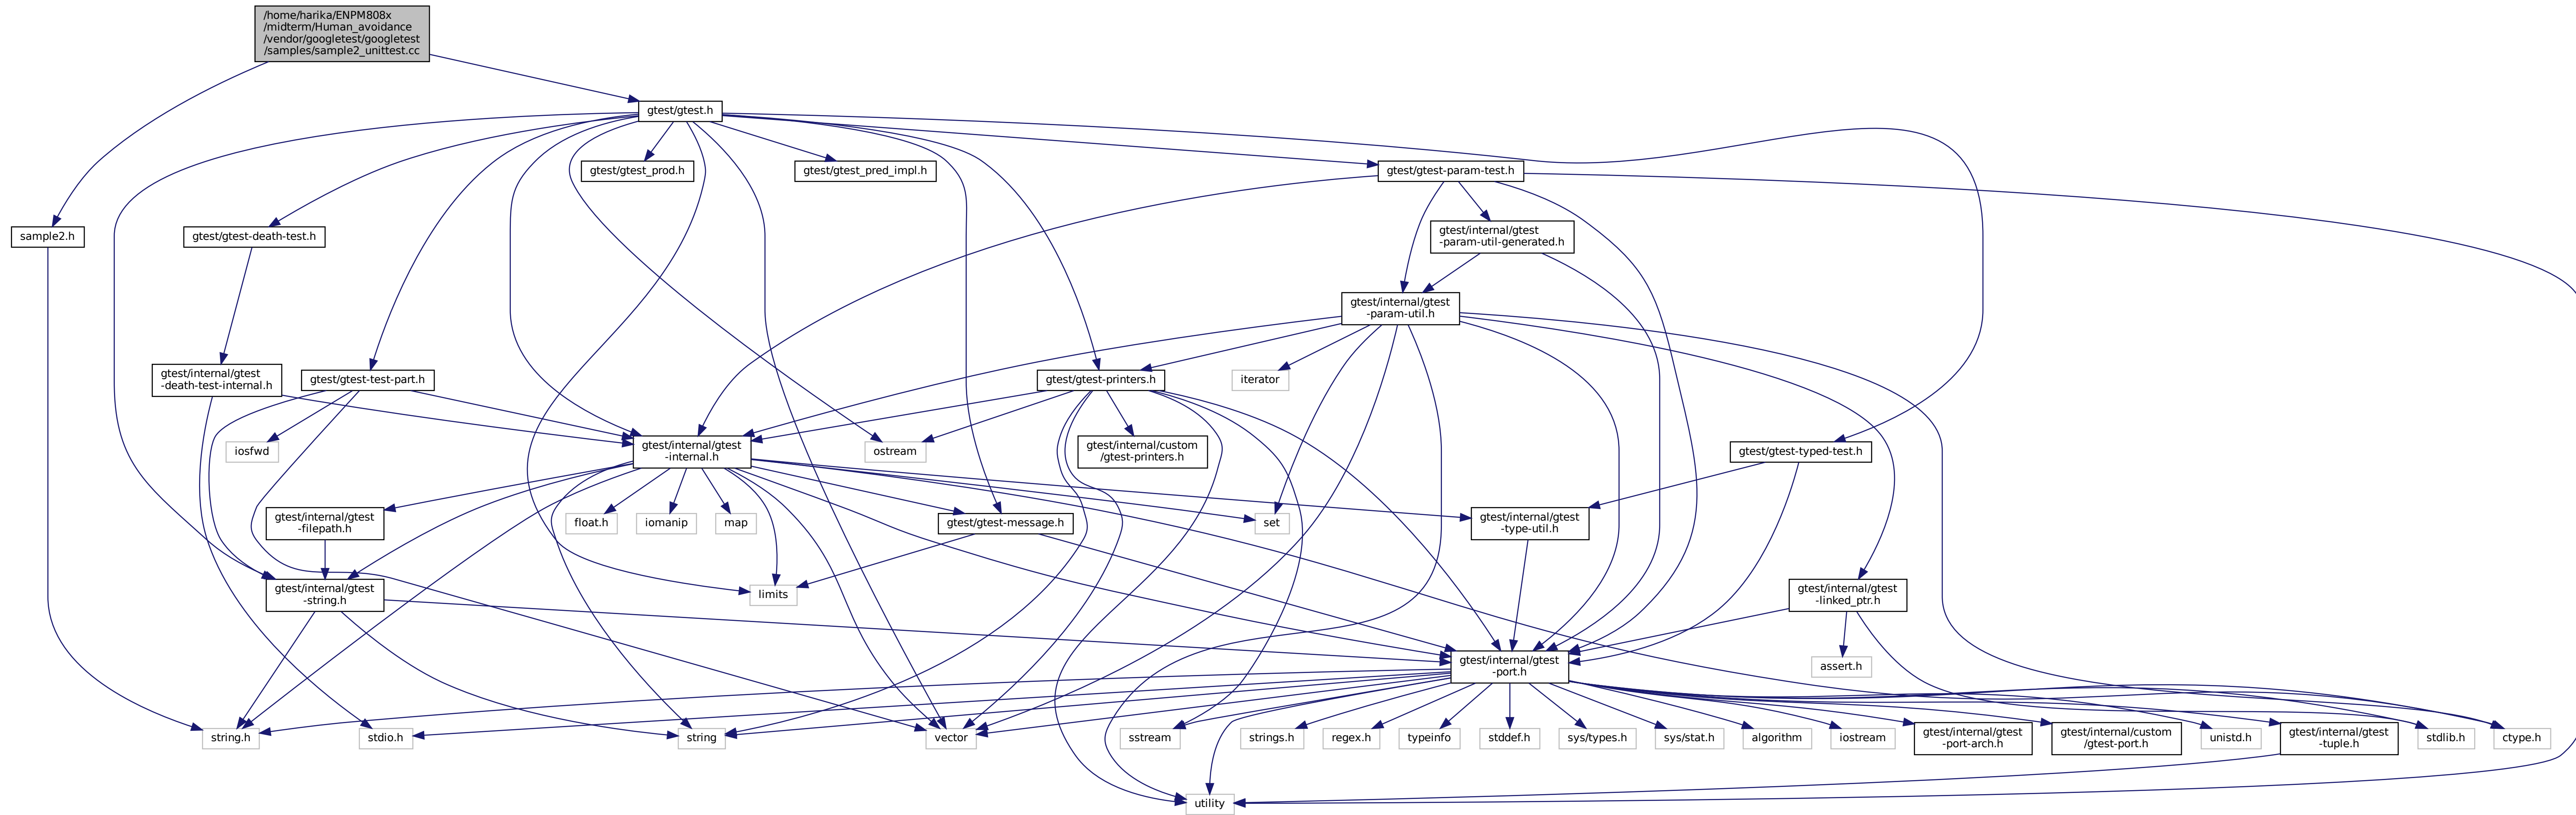 /home/harika/ENPM808x
/midterm/Human_avoidance
/vendor/googletest/googletest
/samples/sample2_unittest.cc
gtest/gtest.h
gtest/gtest_prod.h
gtest/gtest_pred_impl.h
gtest/gtest-param-test.h
sample2.h
gtest/gtest-death-test.h
gtest/internal/gtest
-param-util-generated.h
gtest/internal/gtest
-param-util.h
gtest/internal/gtest
-death-test-internal.h
gtest/gtest-test-part.h
gtest/gtest-printers.h
iterator
iosfwd
gtest/internal/gtest
-internal.h
ostream
gtest/internal/custom
/gtest-printers.h
gtest/gtest-typed-test.h
gtest/internal/gtest
-filepath.h
float.h
iomanip
map
gtest/gtest-message.h
set
gtest/internal/gtest
-type-util.h
gtest/internal/gtest
-string.h
limits
gtest/internal/gtest
-linked_ptr.h
gtest/internal/gtest
-port.h
assert.h
string.h
stdio.h
string
vector
sstream
strings.h
regex.h
typeinfo
stddef.h
sys/types.h
sys/stat.h
algorithm
iostream
gtest/internal/gtest
-port-arch.h
gtest/internal/custom
/gtest-port.h
unistd.h
gtest/internal/gtest
-tuple.h
stdlib.h
ctype.h
utility